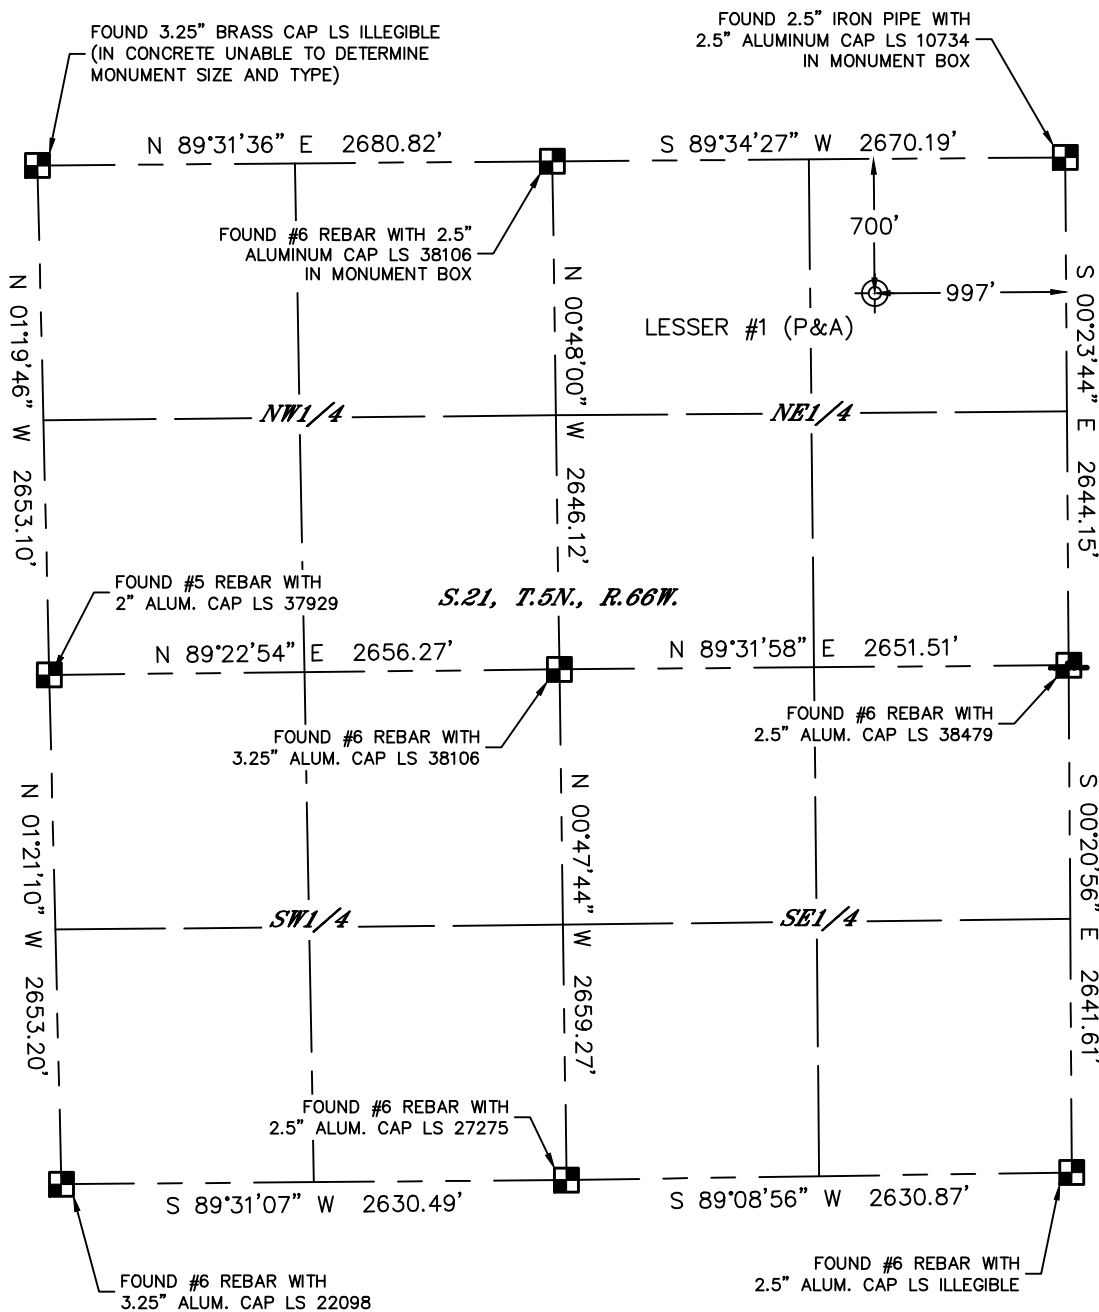 FOUND 3.25" BRASS CAP LS ILLEGIBLE
(IN CONCRETE UNABLE TO DETERMINE
MONUMENT SIZE AND TYPE)
FOUND 2.5" IRON PIPE WITH
2.5" ALUMINUM CAP LS 10734
IN MONUMENT BOX
N 89°31'36" E 2680.82'
S 89°34'27" W 2670.19'
FOUND #6 REBAR WITH 2.5"
ALUMINUM CAP LS 38106
IN MONUMENT BOX
700'
997'
LESSER #1 (P&A)
N 01°19'46" W 2653.10'
N 00°48'00" W 2646.12'
S 00°23'44" E 2644.15'
NW1/4
NE1/4
FOUND #5 REBAR WITH
2" ALUM. CAP LS 37929
S.21, T.5N., R.66W.
N 89°22'54" E 2656.27'
N 89°31'58" E 2651.51'
FOUND #6 REBAR WITH
3.25" ALUM. CAP LS 38106
FOUND #6 REBAR WITH
2.5" ALUM. CAP LS 38479
N 01°21'10" W 2653.20'
N 00°47'44" W 2659.27'
S 00°20'56" E 2641.61'
SW1/4
SE1/4
FOUND #6 REBAR WITH
2.5" ALUM. CAP LS 27275
S 89°31'07" W 2630.49'
S 89°08'56" W 2630.87'
FOUND #6 REBAR WITH
3.25" ALUM. CAP LS 22098
FOUND #6 REBAR WITH
2.5" ALUM. CAP LS ILLEGIBLE